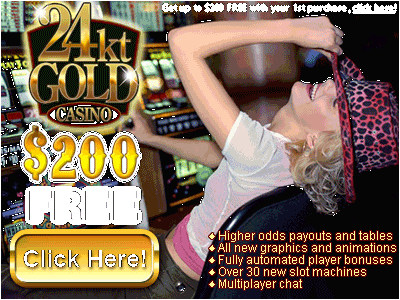 Get up to $200 FREE with your 1st purchase, click here!
24kt
GOLD
CASINO
$200
FREE
Click Here!
Higher odds payouts and tables
All new graphics and animations
Fully automated player bonuses
Over 30 new slot machines
Multiplayer chat